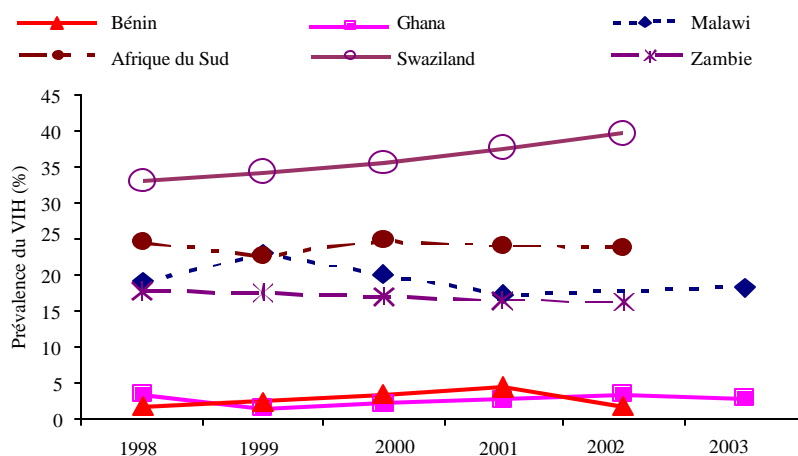 Bénin Ghana Malawi
Afrique du Sud Swaziland Zambie
45
40
35
30
25
20
15
10
5
0
Prévalence du VIH (%)
1998 1999 2000 2001 2002 2003